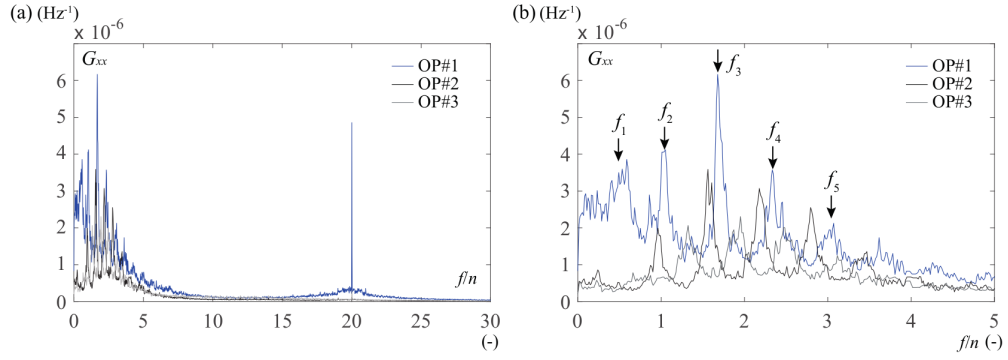 (a) (Hz⁻¹)
x 10⁻⁶
Gxx
6
5
4
3
2
1
0
OP#1
OP#2
OP#3
f/n
0 5 10 15 20 25 30
(-)
(b) (Hz⁻¹)
x 10⁻⁶
Gxx
6
5
4
3
2
1
0
f₁
f₂
f₃
f₄
f₅
OP#1
OP#2
OP#3
0 1 2 3 4 5
f/n (-)